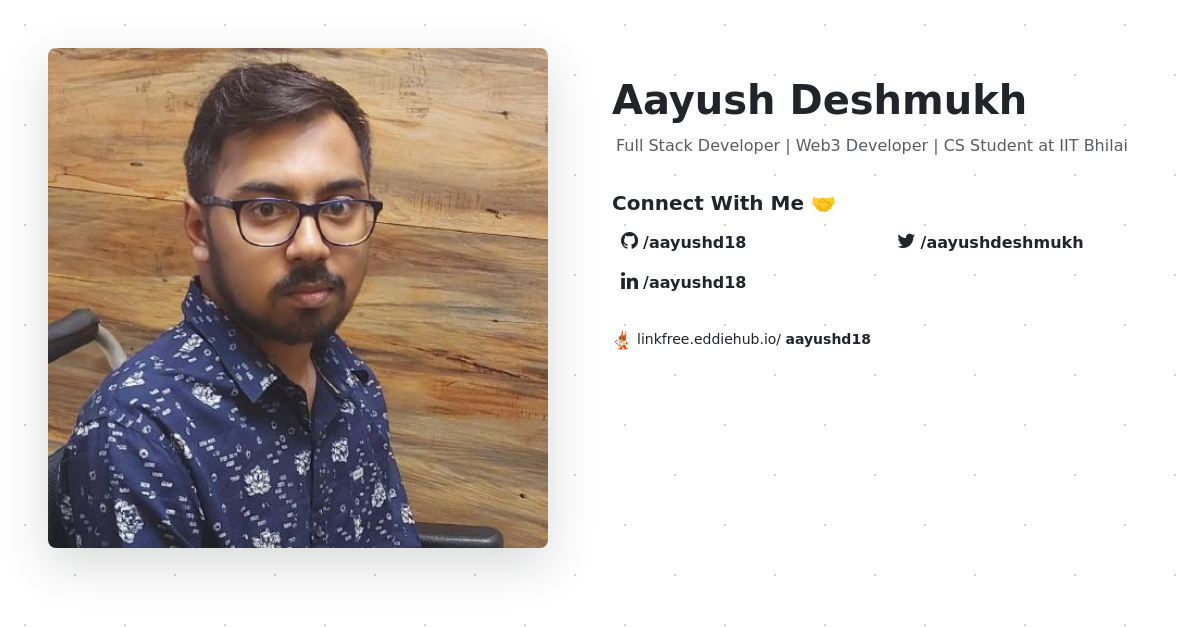 Aayush Deshmukh
Full Stack Developer | Web3 Developer | CS Student at IIT Bhilai
Connect With Me 🤝
/aayushd18
/aayushdeshmukh
/aayushd18
linkfree.eddiehub.io/ aayushd18